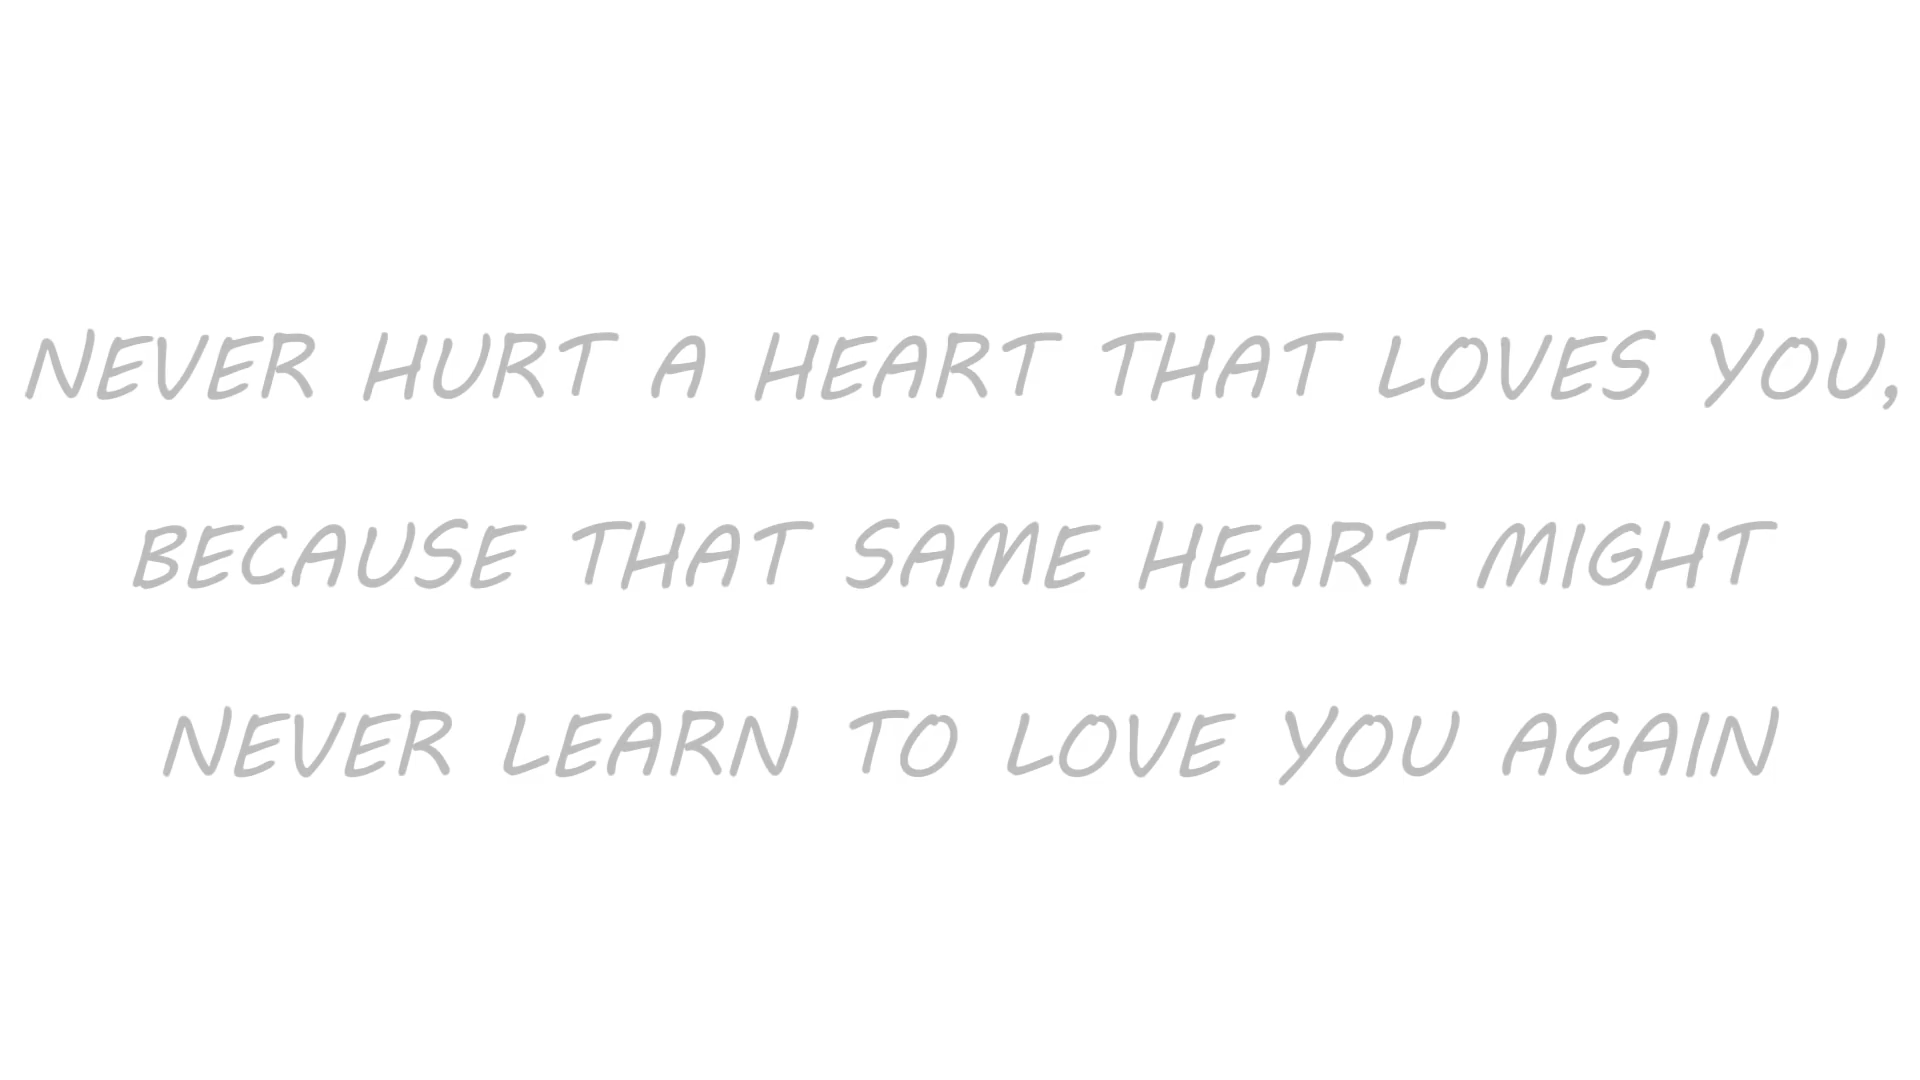 NEVER HURT A HEART THAT LOVES YOU,
BECAUSE THAT SAME HEART MIGHT
NEVER LEARN TO LOVE YOU AGAIN